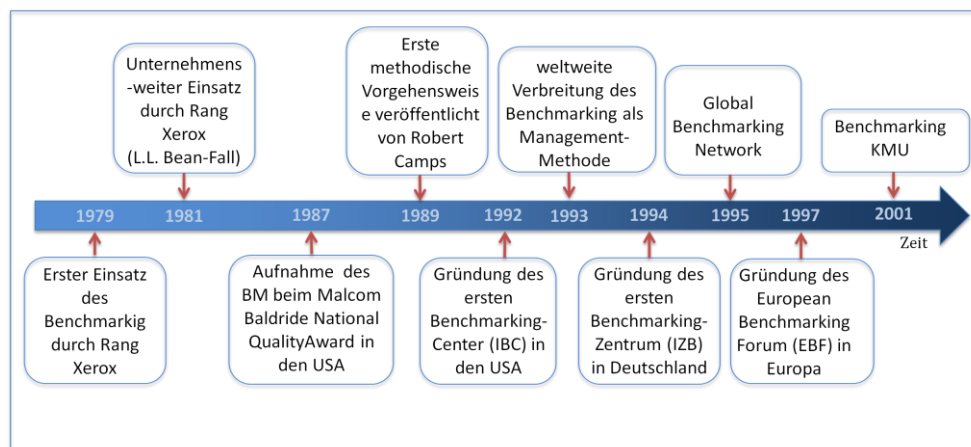 Unternehmens
-weiter Einsatz
durch Rang
Xerox
(L.L. Bean-Fall)
Erste
methodische
Vorgehensweis
e veröffentlicht
von Robert
Camps
weltweite
Verbreitung des
Benchmarking als
Management-
Methode
Global
Benchmarking
Network
Benchmarking
KMU
1979 1981 1987 1989 1992 1993 1994 1995 1997 2001
Zeit
Erster Einsatz
des
Benchmarkig
durch Rang
Xerox
Aufnahme des
BM beim Malcom
Baldride National
QualityAward in
den USA
Gründung des
ersten
Benchmarking-
Center (IBC) in
den USA
Gründung des
ersten
Benchmarking-
Zentrum (IZB)
in Deutschland
Gründung des
European
Benchmarking
Forum (EBF) in
Europa